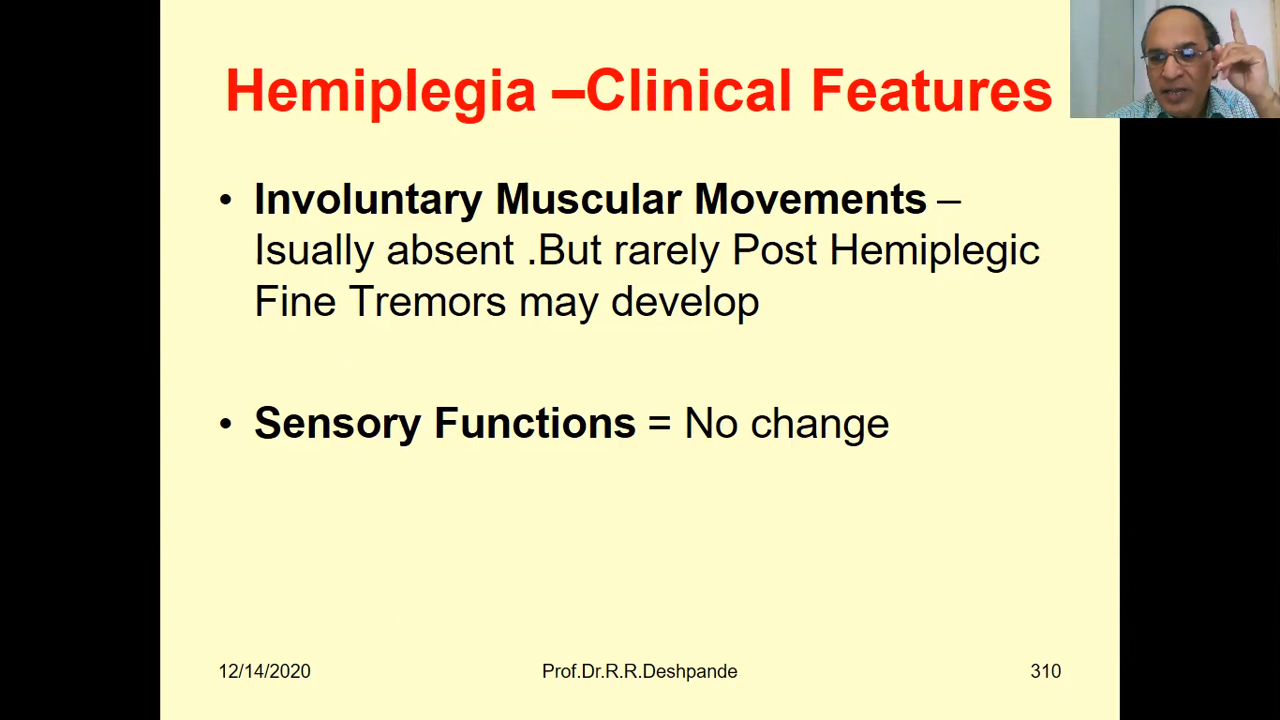 Hemiplegia –Clinical Features
• Involuntary Muscular Movements –
Isually absent .But rarely Post Hemiplegic
Fine Tremors may develop
• Sensory Functions = No change
12/14/2020 Prof.Dr.R.R.Deshpande 310